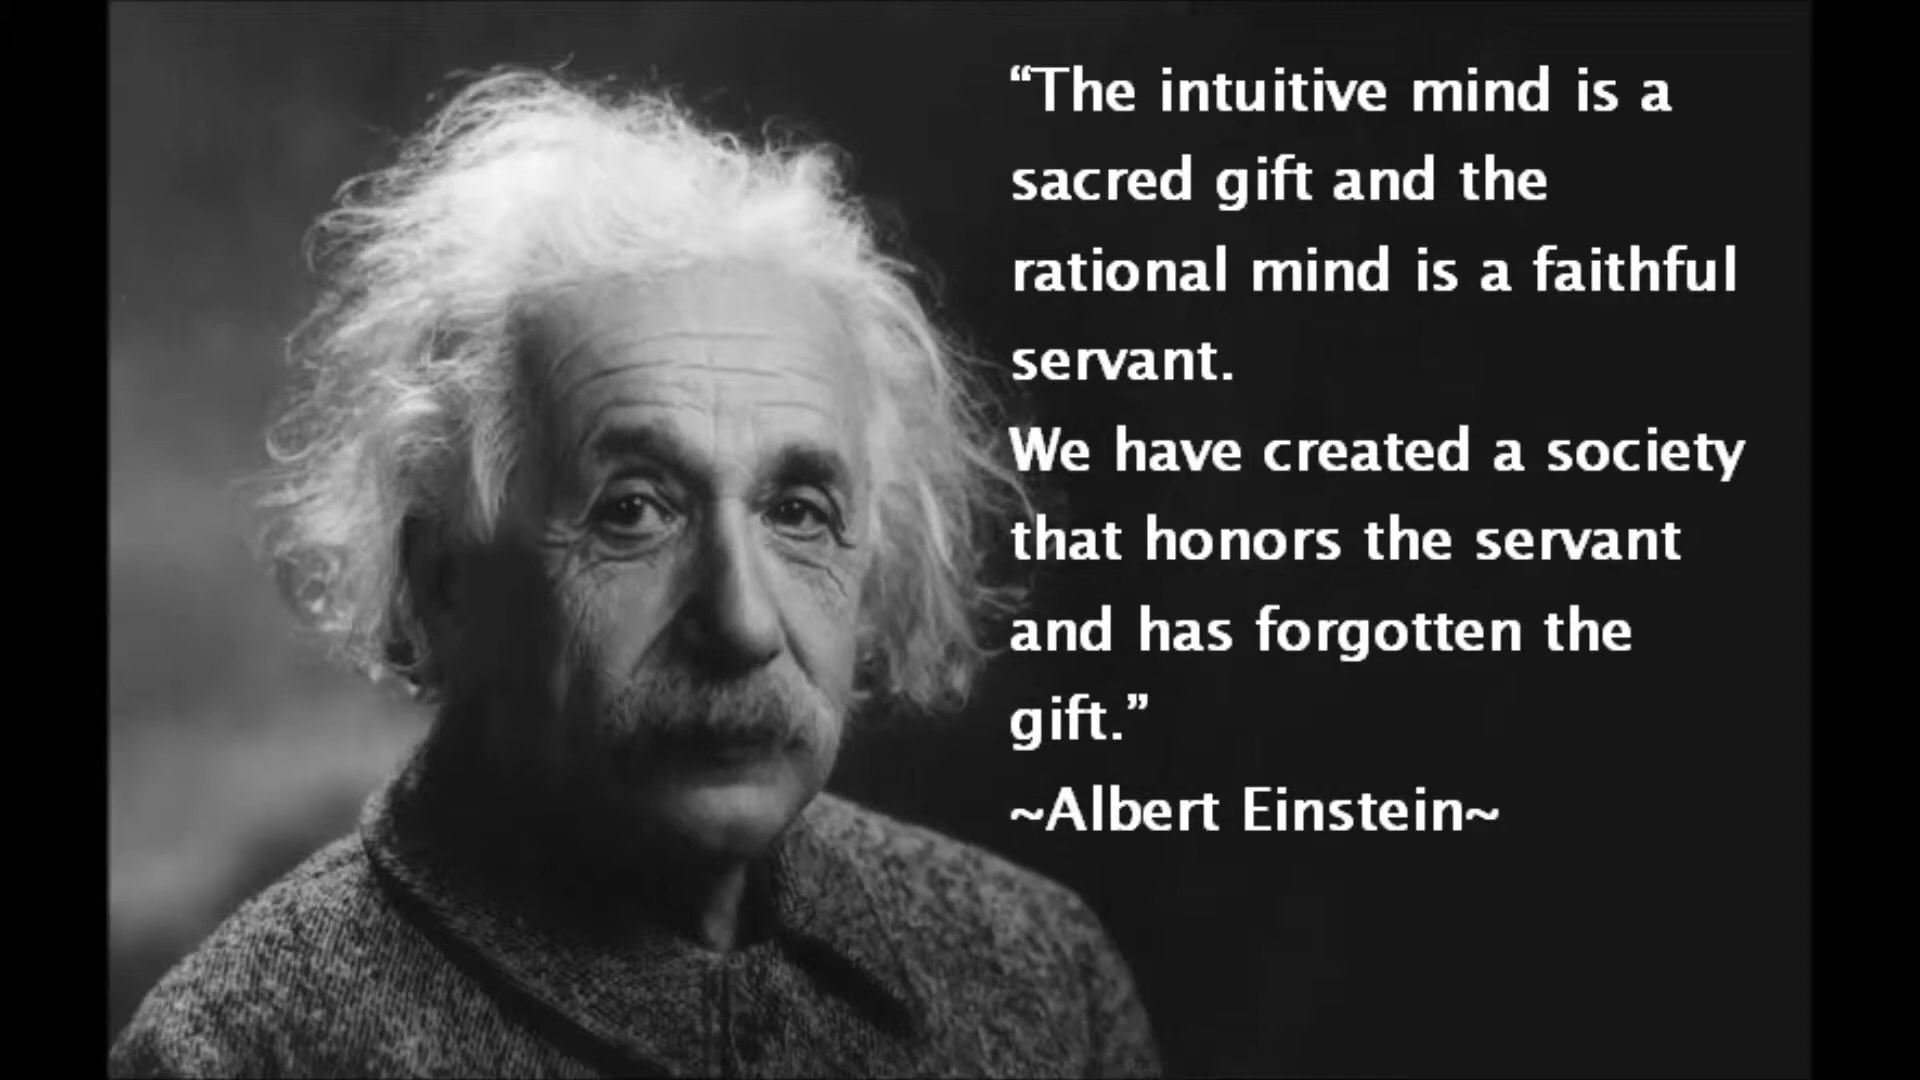 “The intuitive mind is a
sacred gift and the
rational mind is a faithful
servant.
We have created a society
that honors the servant
and has forgotten the
gift.”
~Albert Einstein~